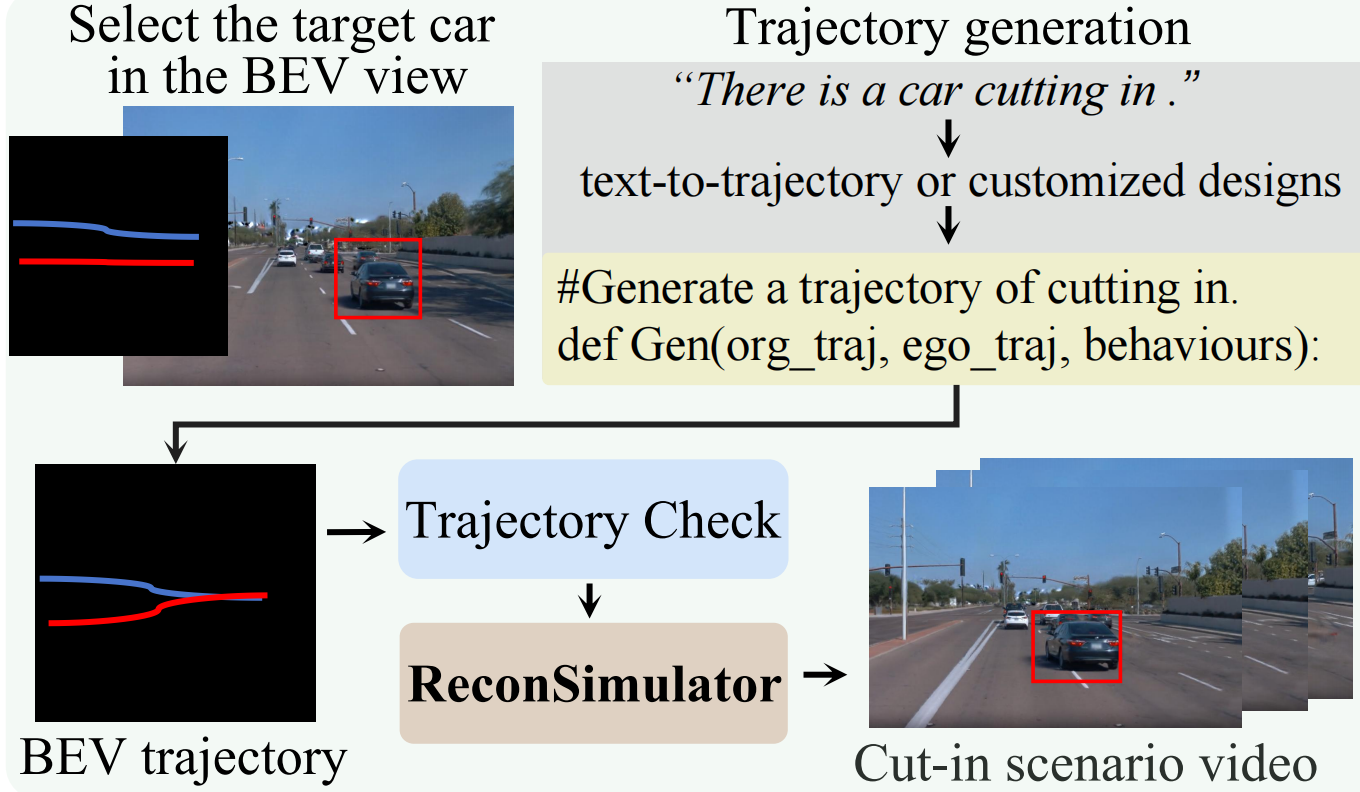 Select the target car
in the BEV view
Trajectory generation
“There is a car cutting in .”
text-to-trajectory or customized designs
#Generate a trajectory of cutting in.
def Gen(org_traj, ego_traj, behaviours):
Trajectory Check
ReconSimulator
BEV trajectory
Cut-in scenario video